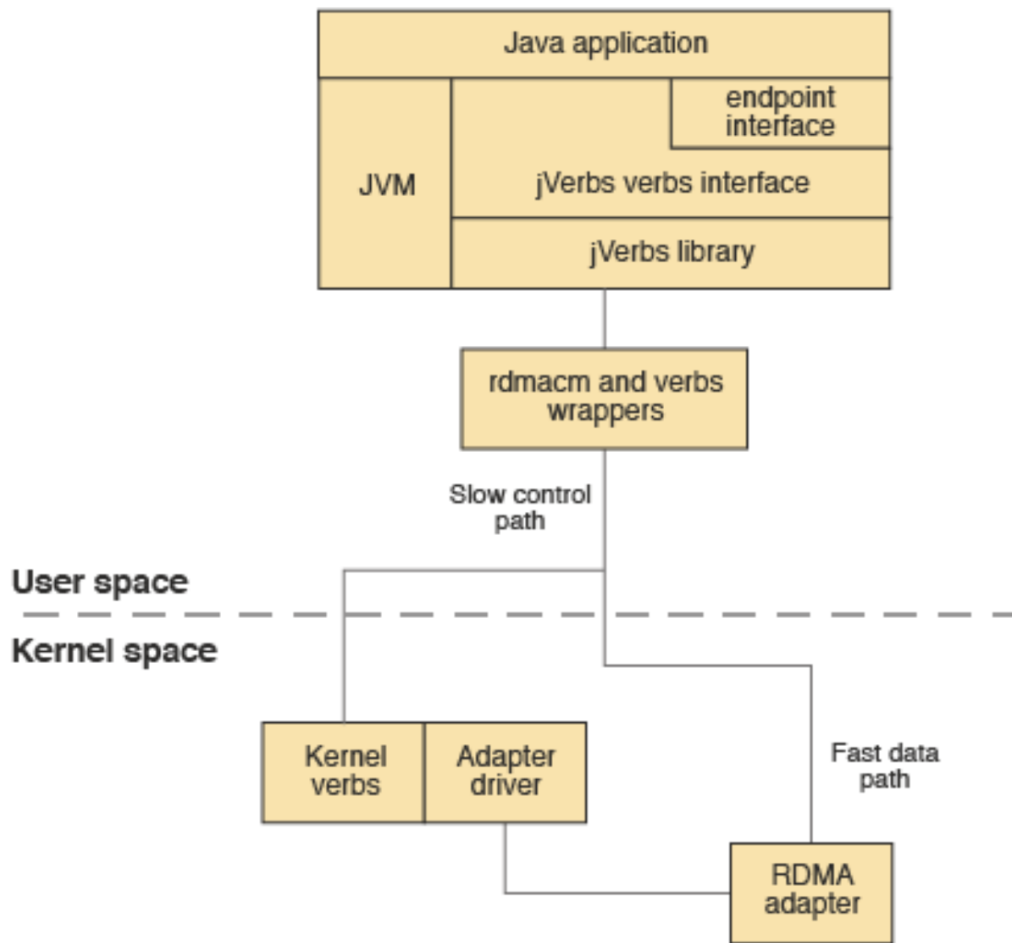 Java application
endpoint
interface
JVM
jVerbs verbs interface
jVerbs library
rdmacm and verbs
wrappers
Slow control
path
User space
Kernel space
Kernel
verbs
Adapter
driver
Fast data
path
RDMA
adapter